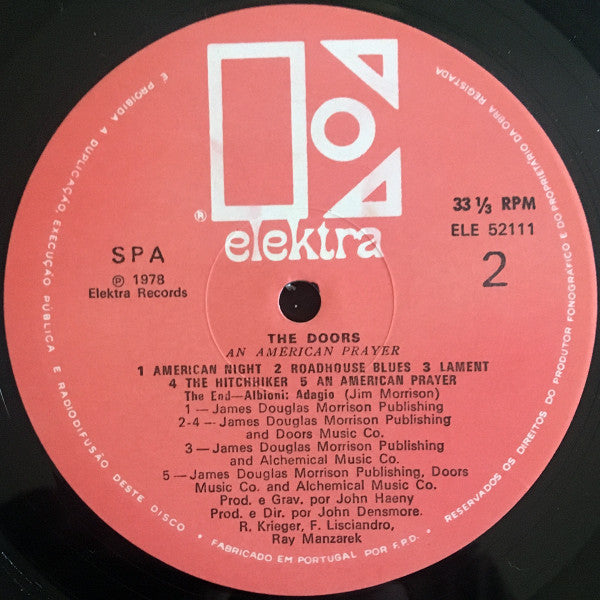 E PROIBIDA A DUPLICAÇÃO, EXECUÇÃO PÚBLICA E RADIODIFUSÃO DESTE DISCO • FABRICADO EM PORTUGAL POR F.P.D. • RESERVADOS OS DIREITOS DO PRODUTOR FONOGRAFICO E DO PROPRIETARIO DA OBRA REGISTADA
®
elektra
33 ⅓ RPM
ELE 52111
2
SPA
℗ 1978
Elektra Records
THE DOORS
AN AMERICAN PRAYER
1 AMERICAN NIGHT 2 ROADHOUSE BLUES 3 LAMENT
4 THE HITCHHIKER 5 AN AMERICAN PRAYER
The End—Albioni: Adagio (Jim Morrison)
1 — James Douglas Morrison Publishing
2-4 — James Douglas Morrison Publishing
and Doors Music Co.
3 — James Douglas Morrison Publishing
and Alchemical Music Co.
5 — James Douglas Morrison Publishing, Doors
Music Co. and Alchemical Music Co.
Prod. e Grav. por John Haeny
Prod. e Dir. por John Densmore.
R. Krieger, F. Lisciandro,
Ray Manzarek